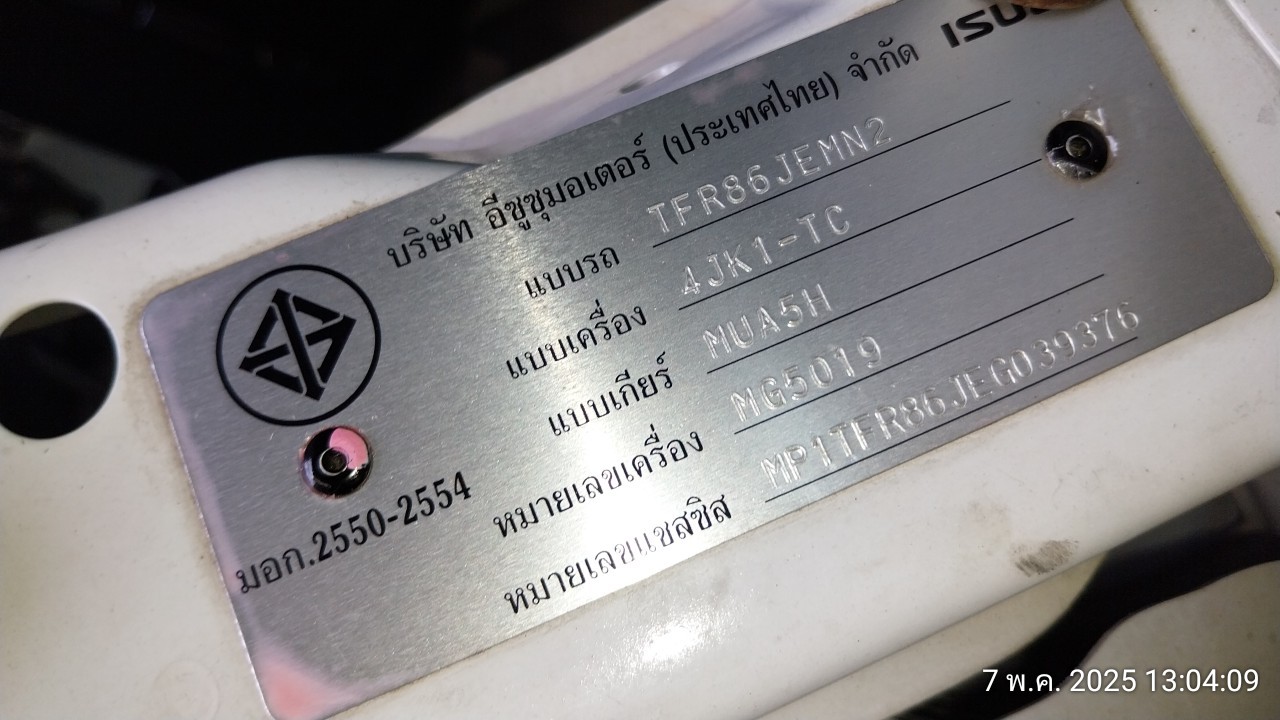 ISUZU
บริษัท อีซูซุมอเตอร์ (ประเทศไทย) จำกัด
แบบรถ TFR86JEMN2
แบบเครื่อง 4JK1-TC
แบบเกียร์ MUA5H
หมายเลขเครื่อง MG5019
หมายเลขแชสซิส MP1TFR86JEG039376
มอก.2550-2554
7 พ.ค. 2025 13:04:09